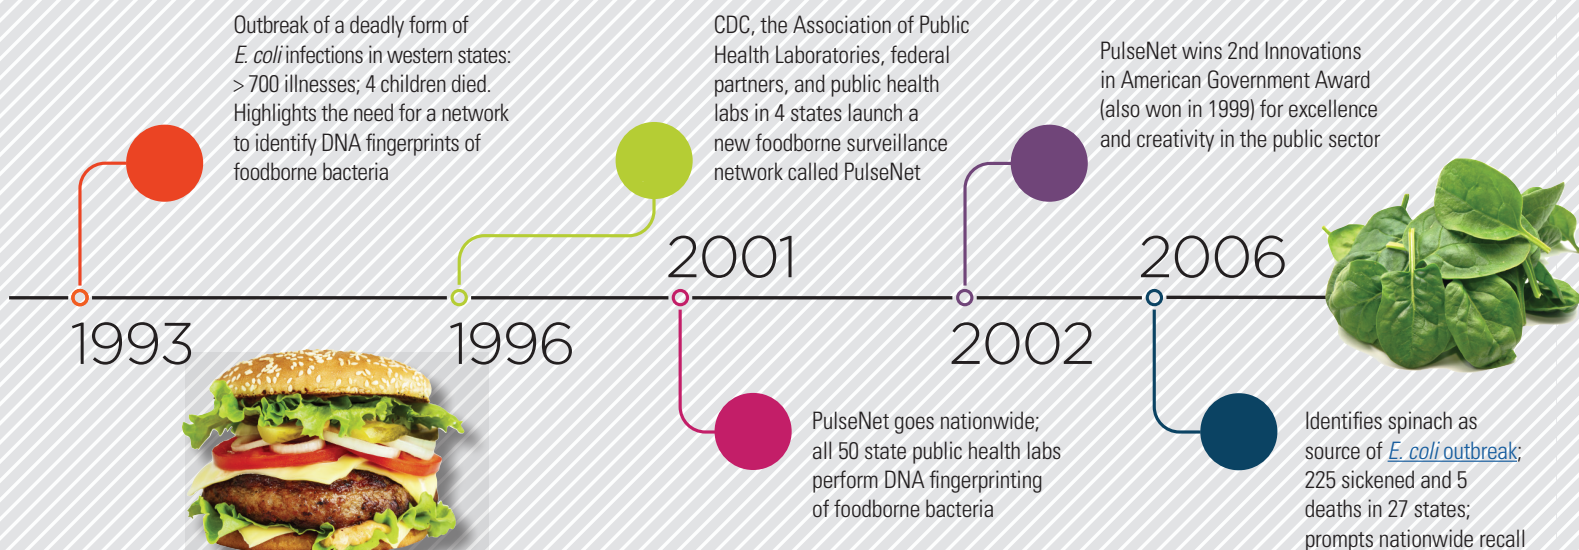 Outbreak of a deadly form of
E. coli infections in western states:
> 700 illnesses; 4 children died.
Highlights the need for a network
to identify DNA fingerprints of
foodborne bacteria
1993
CDC, the Association of Public
Health Laboratories, federal
partners, and public health
labs in 4 states launch a
new foodborne surveillance
network called PulseNet
1996
2001
PulseNet goes nationwide;
all 50 state public health labs
perform DNA fingerprinting
of foodborne bacteria
PulseNet wins 2nd Innovations
in American Government Award
(also won in 1999) for excellence
and creativity in the public sector
2002
2006
Identifies spinach as
source of E. coli outbreak;
225 sickened and 5
deaths in 27 states;
prompts nationwide recall